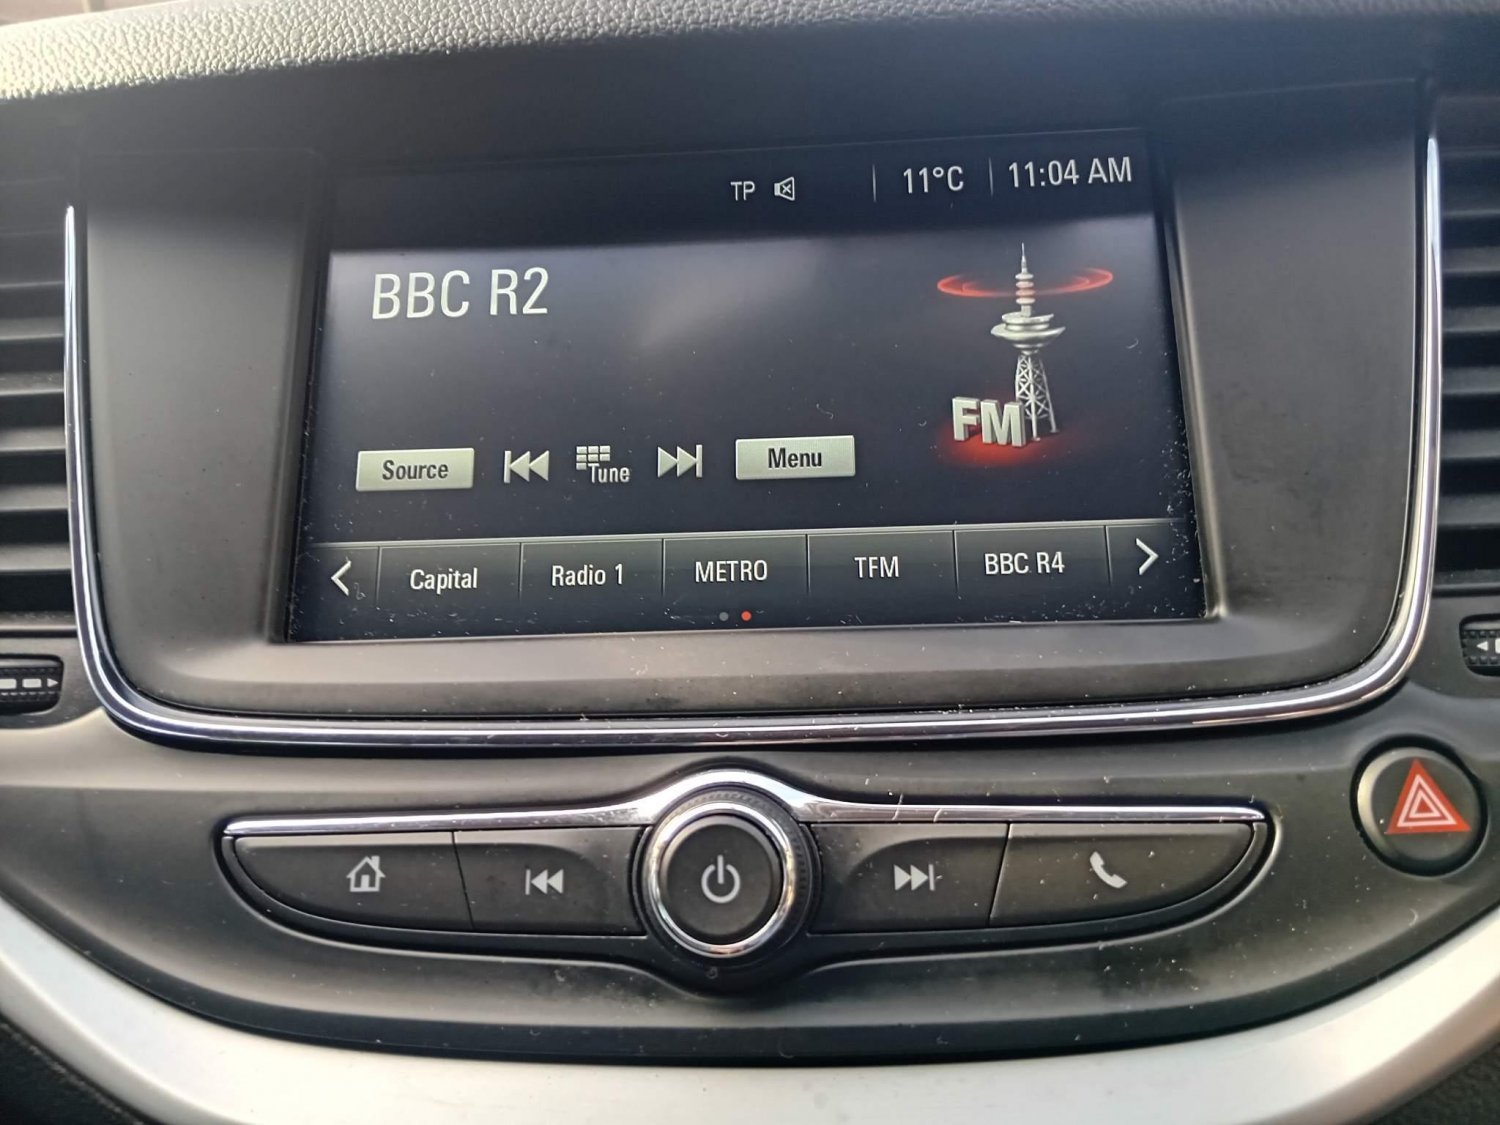 TP 11°C 11:04 AM
BBC R2
FM
Source Tune Menu
Capital Radio 1 METRO TFM BBC R4